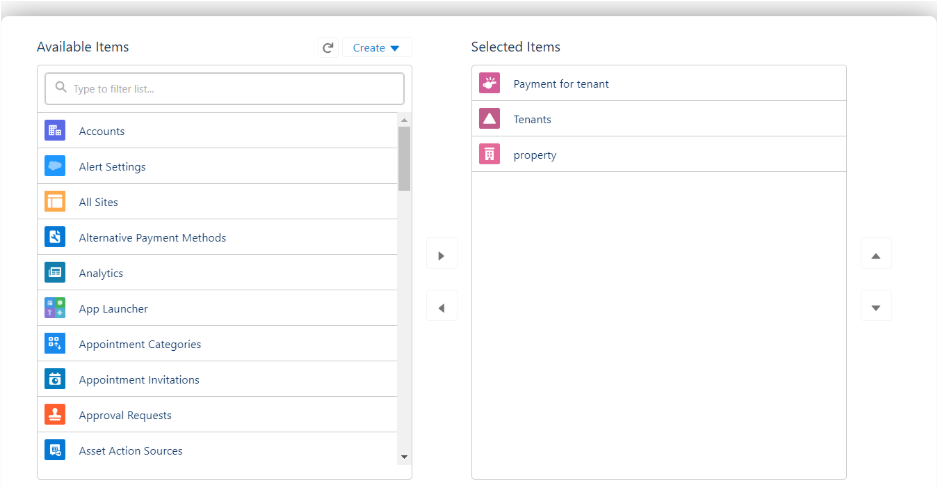 Available Items
Create
Type to filter list...
Accounts
Alert Settings
All Sites
Alternative Payment Methods
Analytics
App Launcher
Appointment Categories
Appointment Invitations
Approval Requests
Asset Action Sources
Selected Items
Payment for tenant
Tenants
property